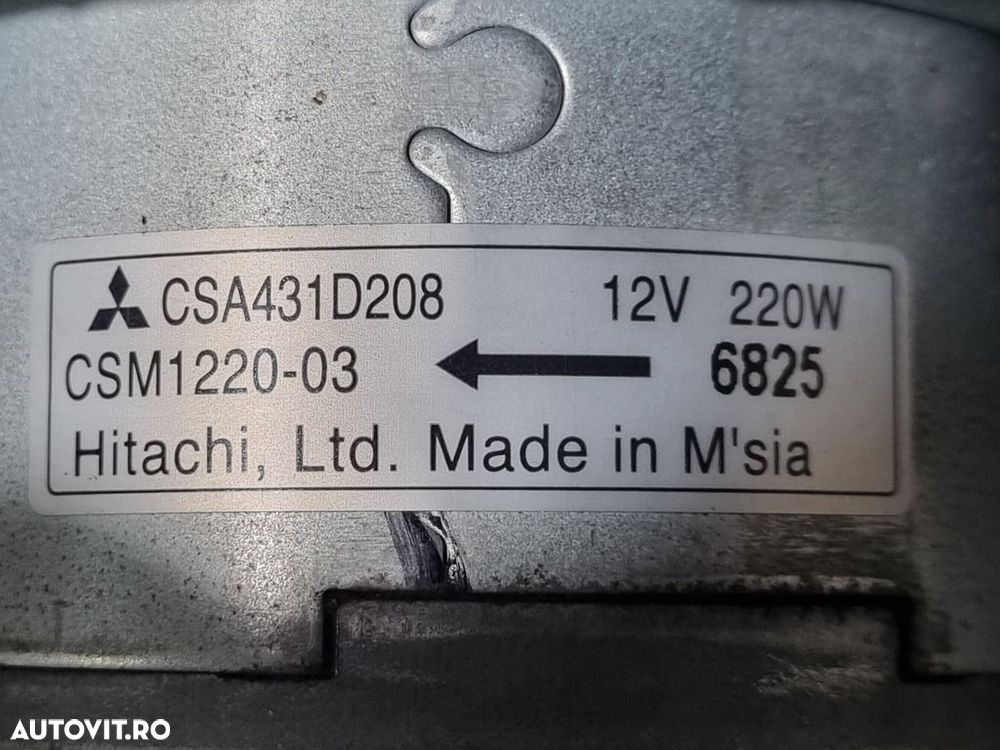 CSA431D208 12V 220W
CSM1220-03 6825
Hitachi, Ltd. Made in M'sia
AUTOVIT.RO